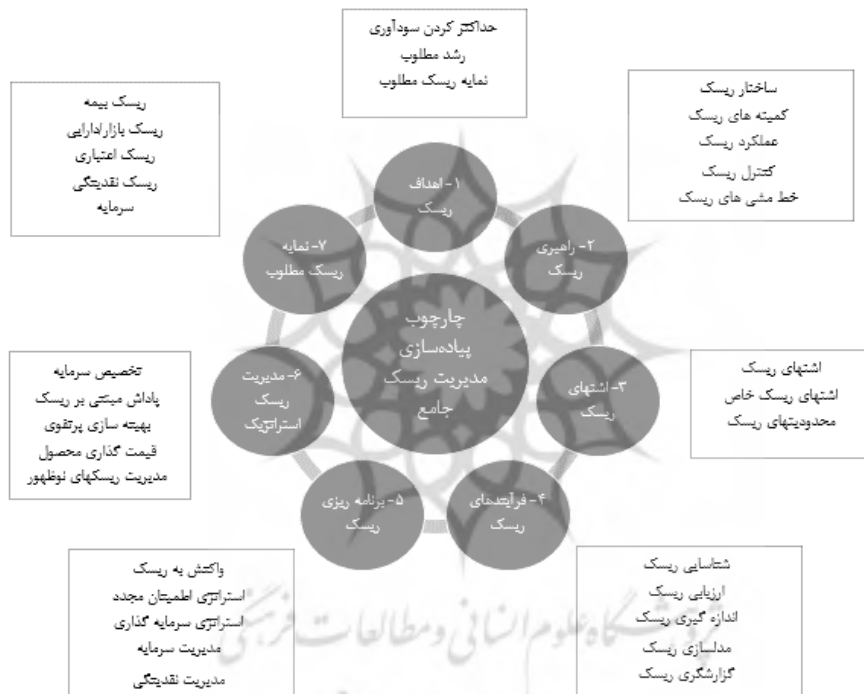 حداکثر کردن سودآوری
رشد مطلوب
نمایه ریسک مطلوب
ساختار ریسک
کمیته های ریسک
عملکرد ریسک
کنترل ریسک
خط مشی های ریسک
ریسک بیمه
ریسک بازار/دارایی
ریسک اعتباری
ریسک نقدینگی
سرمایه
۱- اهداف
ریسک
۲- راهبری
ریسک
۷- نمایه
ریسک مطلوب
چارچوب
پیاده‌سازی
مدیریت ریسک
جامع
اشتهای ریسک
اشتهای ریسک خاص
محدودیتهای ریسک
۳- اشتهای
ریسک
۶- مدیریت
ریسک
استراتژیک
تخصیص سرمایه
پاداش مبتنی بر ریسک
بهینه سازی پرتفوی
قیمت گذاری محصول
مدیریت ریسکهای نوظهور
۴- فرآیندهای
ریسک
۵- برنامه ریزی
ریسک
شناسایی ریسک
ارزیابی ریسک
اندازه گیری ریسک
مدلسازی ریسک
گزارشگری ریسک
واکنش به ریسک
استراتژی اطمینان مجدد
استراتژی سرمایه گذاری
مدیریت سرمایه
مدیریت نقدینگی
پژوهشگاه علوم انسانی و مطالعات فرهنگی